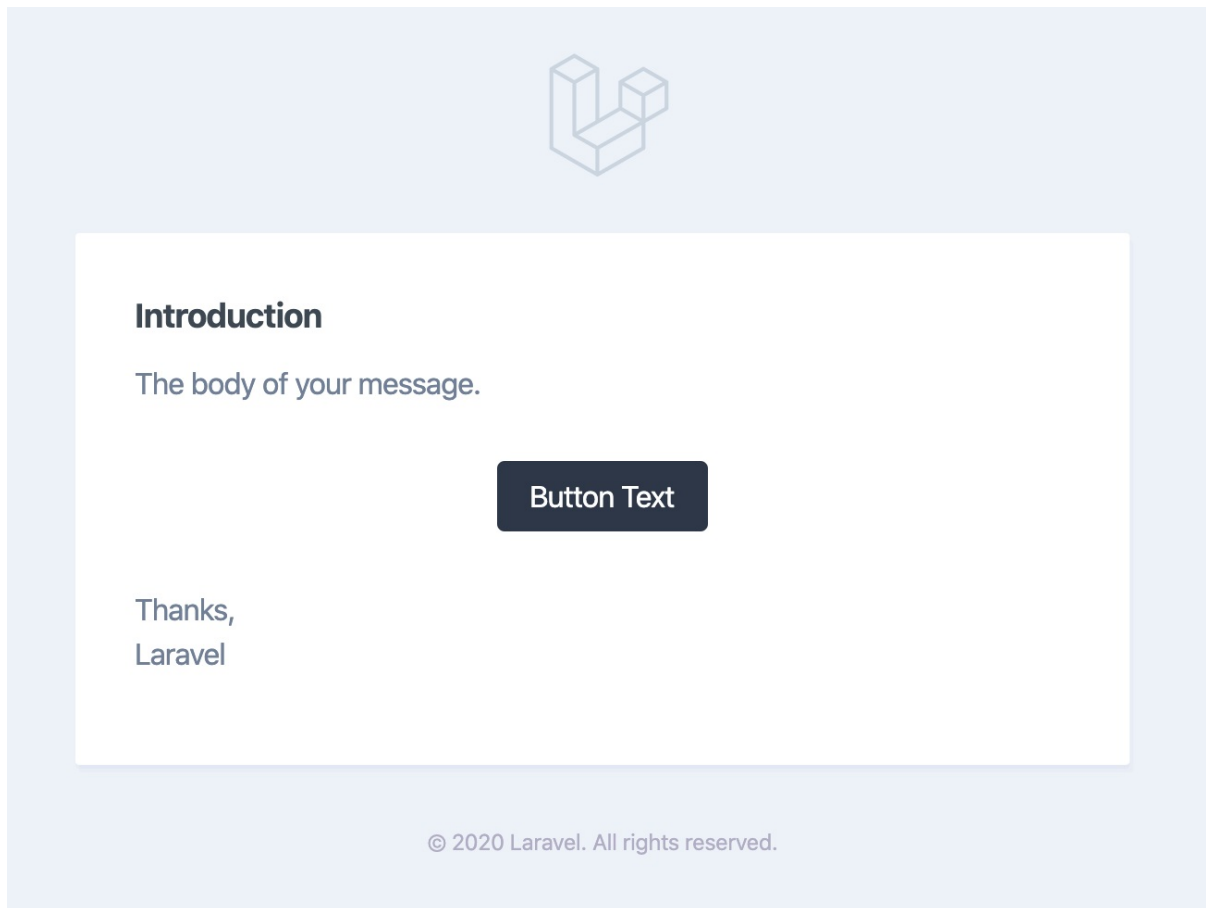 Introduction
The body of your message.
Button Text
Thanks,
Laravel
© 2020 Laravel. All rights reserved.